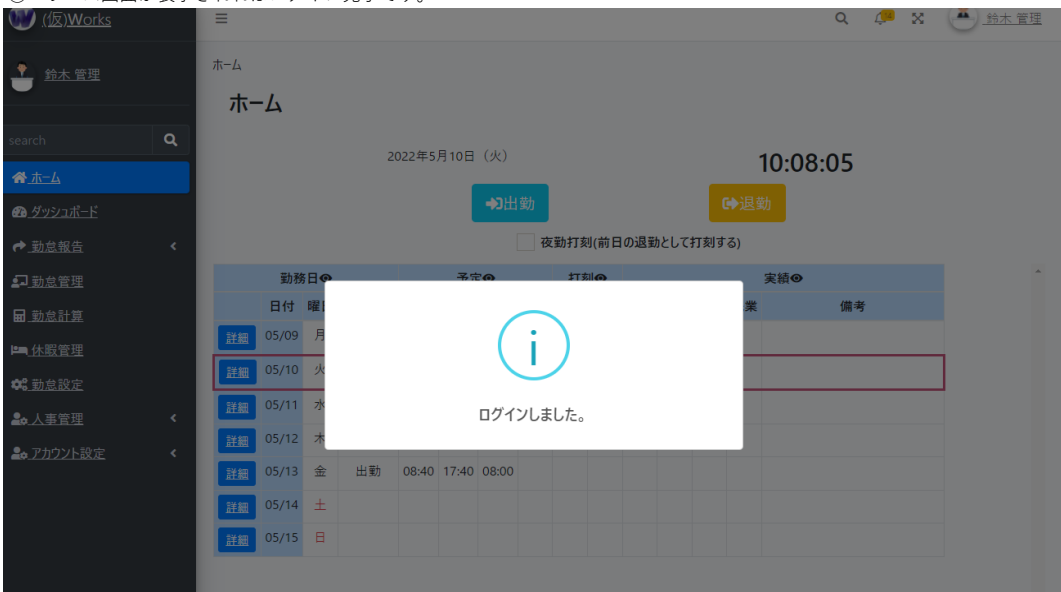 (仮)Works
鈴木 管理
鈴木 管理
search
ホーム
ダッシュボード
勤怠報告
勤怠管理
勤怠計算
休暇管理
勤怠設定
人事管理
アカウント設定
ホーム
ホーム
2022年5月10日（火）
10:08:05
出勤
退勤
夜勤打刻(前日の退勤として打刻する)
勤務日 予定 打刻 実績
日付 業 備考
詳細 05/09 月
詳細 05/10 火
詳細 05/11 水
詳細 05/12 木
詳細 05/13 金 出勤 08:40 17:40 08:00
詳細 05/14 土
詳細 05/15 日
i
ログインしました。